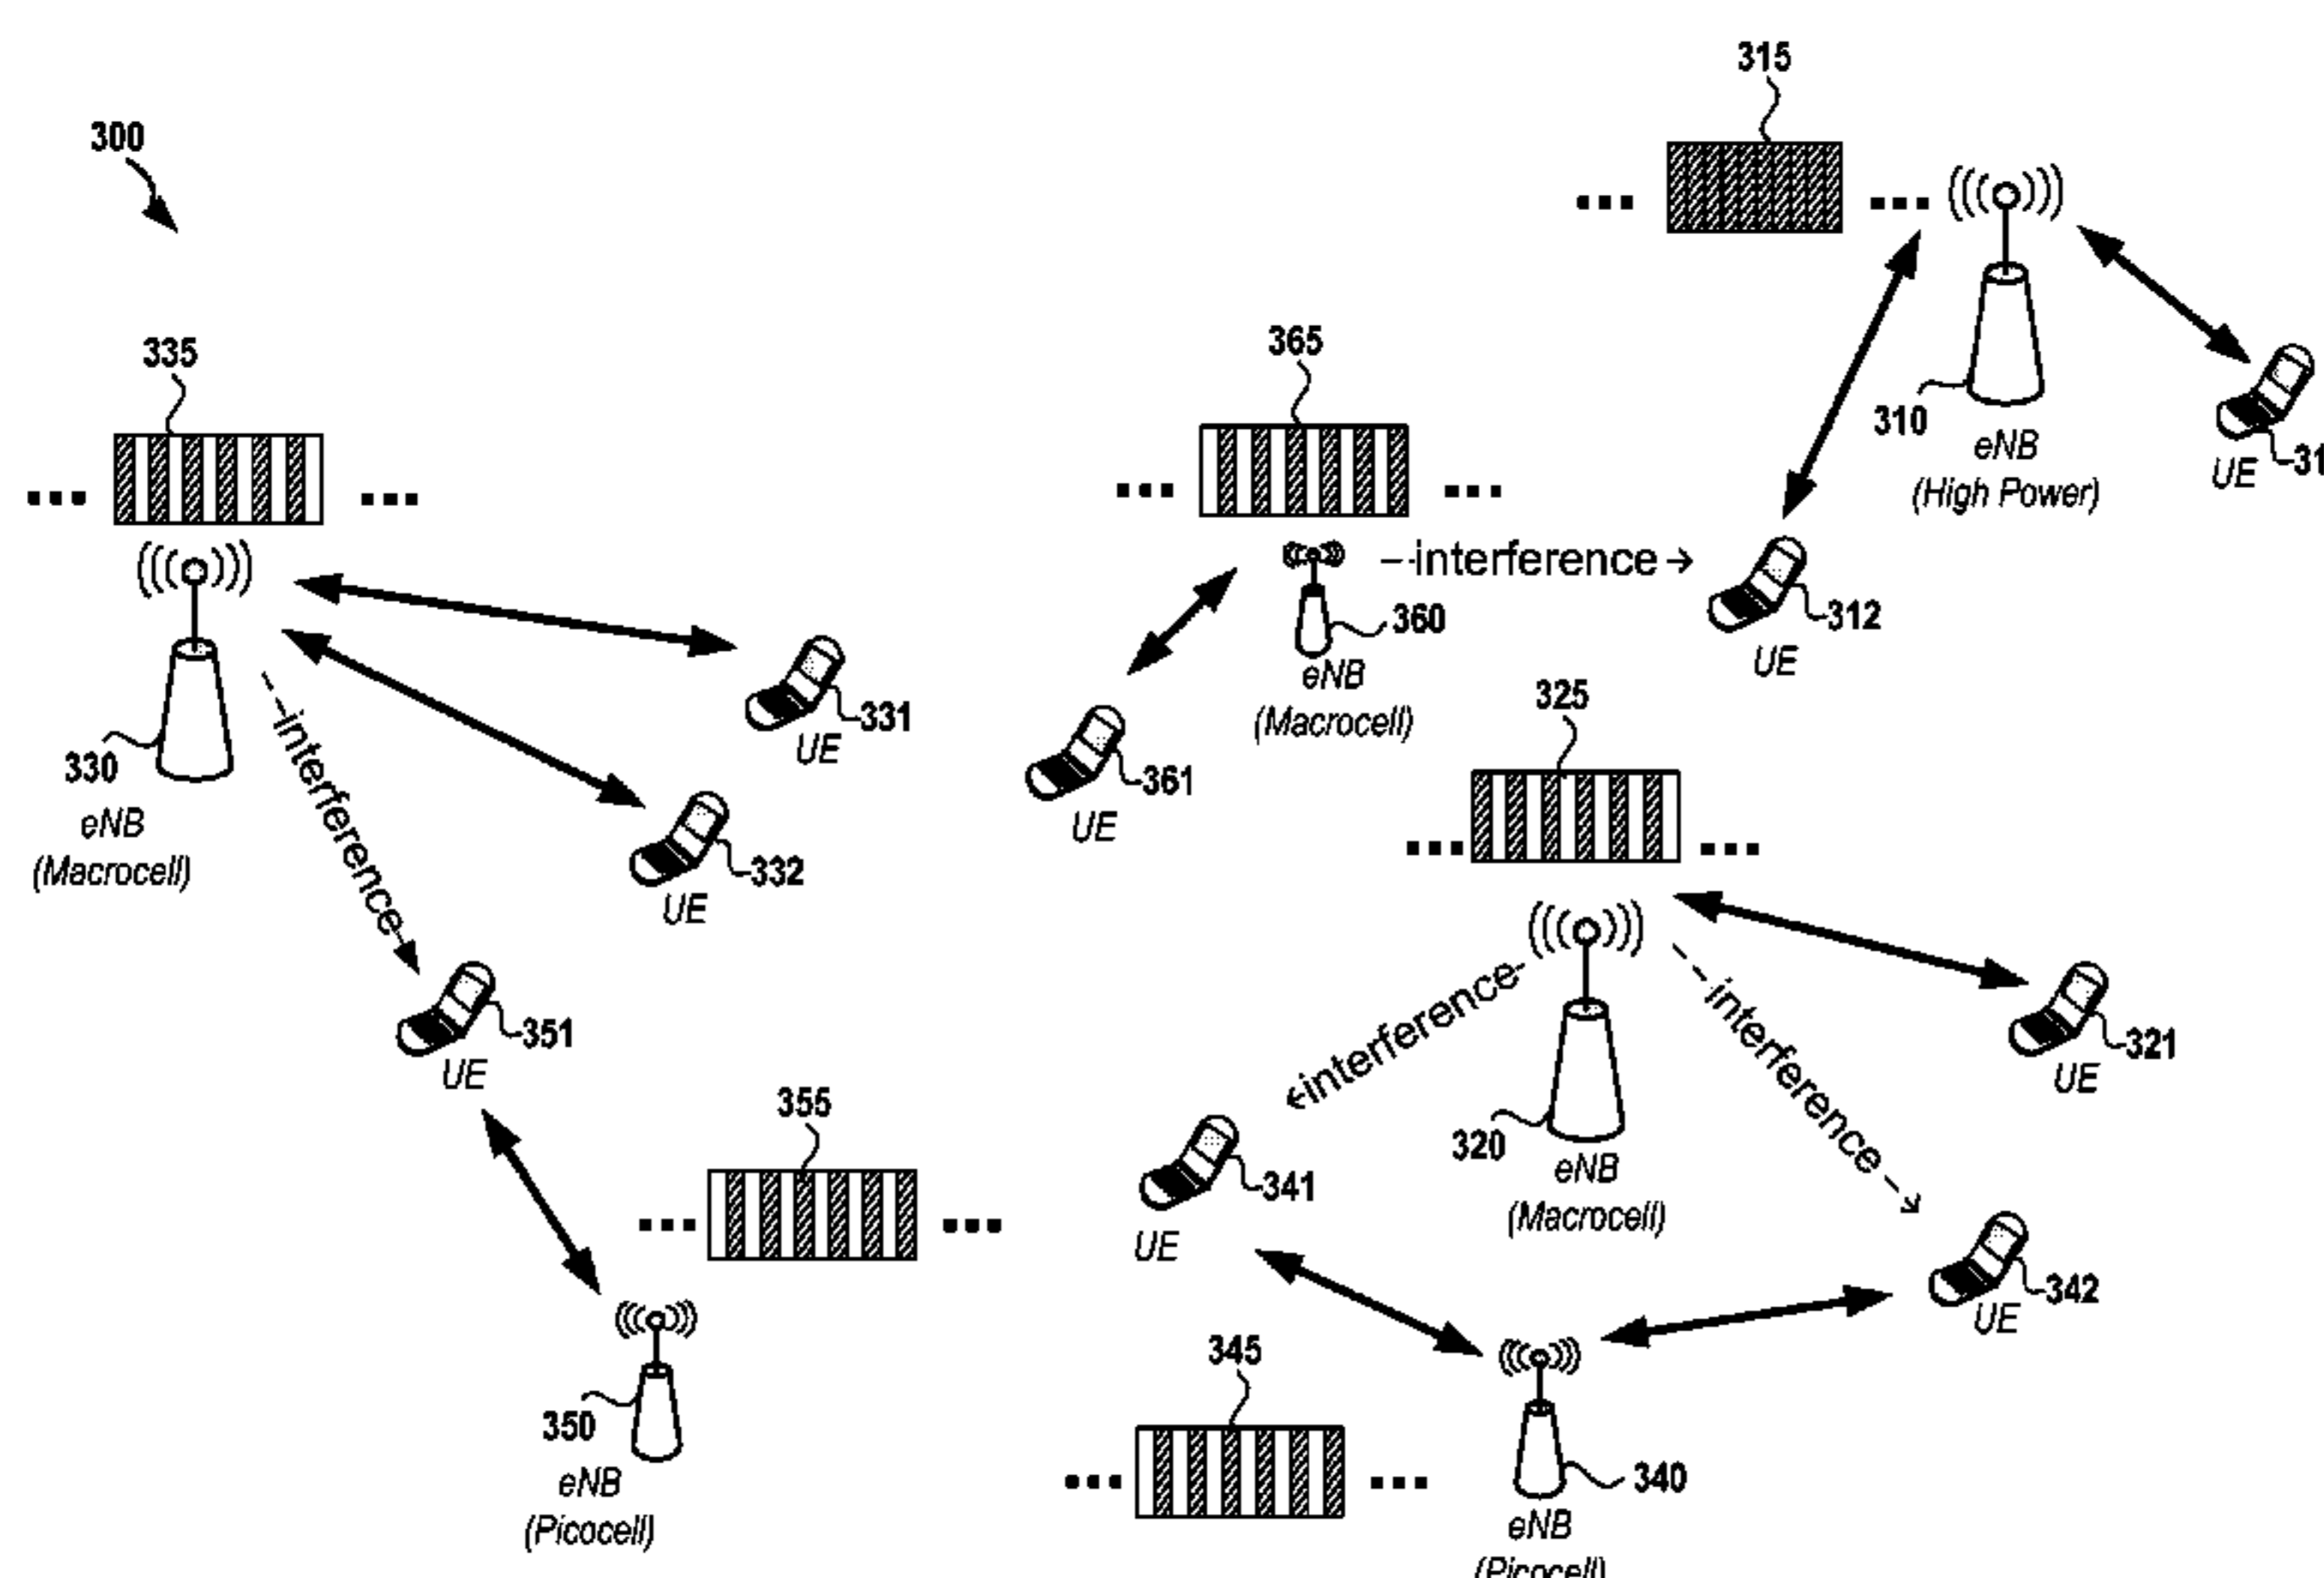 315
300
335
365
310
eNB
(High Power)
UE
interference
312
UE
360
eNB
(Macrocell)
331
UE
330
eNB
(Macrocell)
interference
332
UE
361
UE
325
351
UE
interference
interference
321
UE
320
eNB
(Macrocell)
355
341
UE
342
UE
350
eNB
(Picocell)
345
340
eNB
(Picocell)